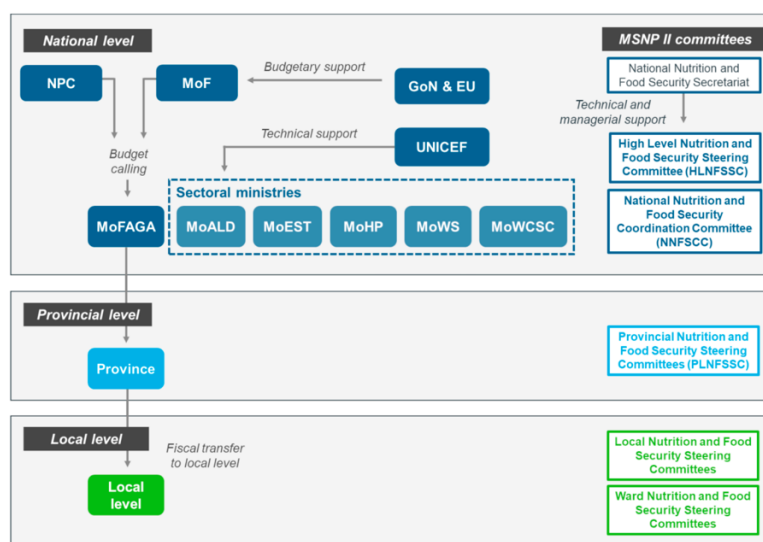 National level
MSNP II committees
NPC
MoF
Budgetary support
GoN & EU
National Nutrition and
Food Security Secretariat
Technical and
managerial support
Technical support
UNICEF
Budget
calling
High Level Nutrition and
Food Security Steering
Committee (HLNFSSC)
Sectoral ministries
MoFAGA
MoALD
MoEST
MoHP
MoWS
MoWCSC
National Nutrition and
Food Security
Coordination Committee
(NNFSCC)
Provincial level
Province
Provincial Nutrition and
Food Security Steering
Committees (PLNFSSC)
Local level
Fiscal transfer
to local level
Local
level
Local Nutrition and Food
Security Steering
Committees
Ward Nutrition and Food
Security Steering
Committees